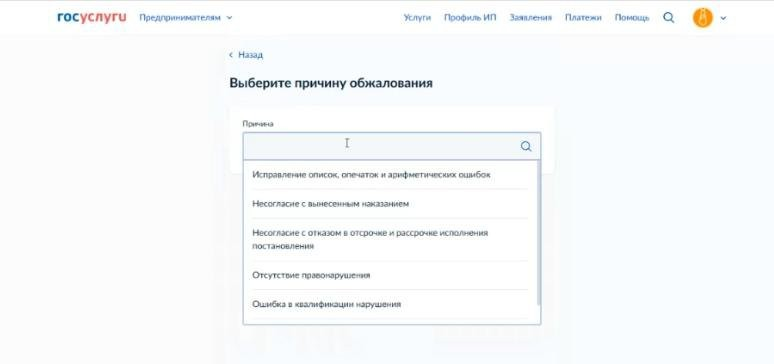 госуслуги Предпринимателям Услуги Профиль ИП Заявления Платежи Помощь
Назад
Выберите причину обжалования
Причина
Исправление описок, опечаток и арифметических ошибок
Несогласие с вынесенным наказанием
Несогласие с отказом в отсрочке и рассрочке исполнения
постановления
Отсутствие правонарушения
Ошибка в квалификации нарушения